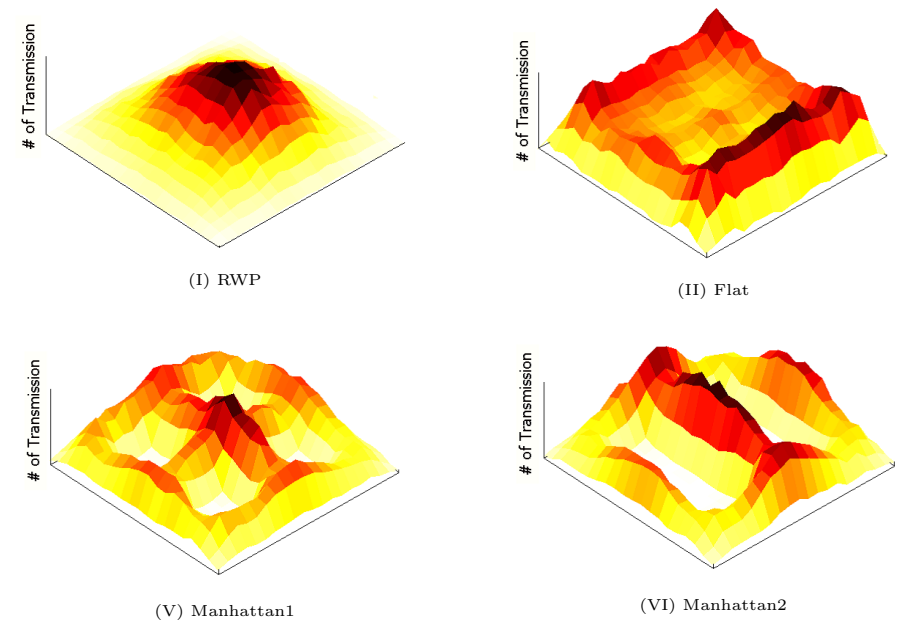 # of Transmission
# of Transmission
(I) RWP
(II) Flat
# of Transmission
# of Transmission
(V) Manhattan1
(VI) Manhattan2